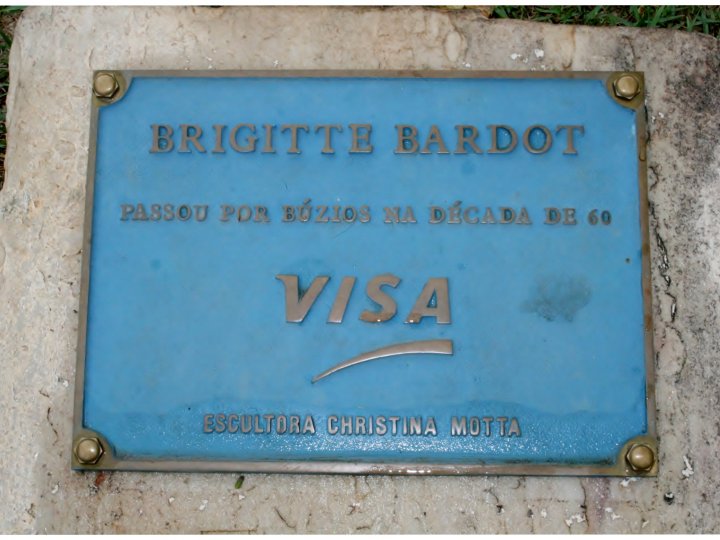 BRIGITTE BARDOT
PASSOU POR BÚZIOS NA DÉCADA DE 60
VISA
ESCULTORA CHRISTINA MOTTA